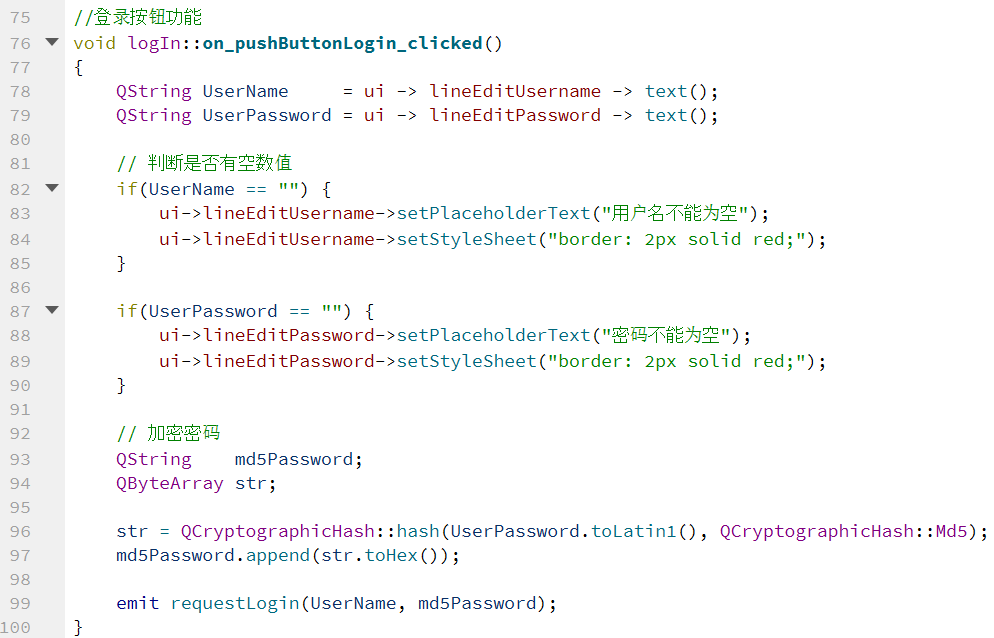 75 //登录按钮功能
76 void logIn::on_pushButtonLogin_clicked()
77 {
78     QString UserName     = ui -> lineEditUsername -> text();
79     QString UserPassword = ui -> lineEditPassword -> text();
80
81     // 判断是否有空数值
82     if(UserName == "") {
83         ui->lineEditUsername->setPlaceholderText("用户名不能为空");
84         ui->lineEditUsername->setStyleSheet("border: 2px solid red;");
85     }
86
87     if(UserPassword == "") {
88         ui->lineEditPassword->setPlaceholderText("密码不能为空");
89         ui->lineEditPassword->setStyleSheet("border: 2px solid red;");
90     }
91
92     // 加密密码
93     QString    md5Password;
94     QByteArray str;
95
96     str = QCryptographicHash::hash(UserPassword.toLatin1(), QCryptographicHash::Md5);
97     md5Password.append(str.toHex());
98
99     emit requestLogin(UserName, md5Password);
100 }